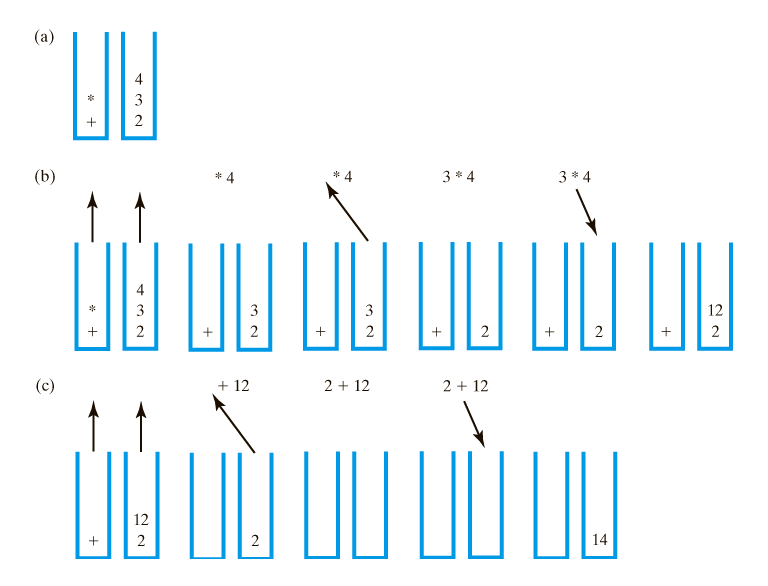 (a)
4
* 3
+ 2
(b) * 4 * 4 3 * 4 3 * 4
4
* 3 3 3 12
+ 2 + 2 + 2 + 2 + 2 + 2
(c) + 12 2 + 12 2 + 12
12
+ 2 2 14